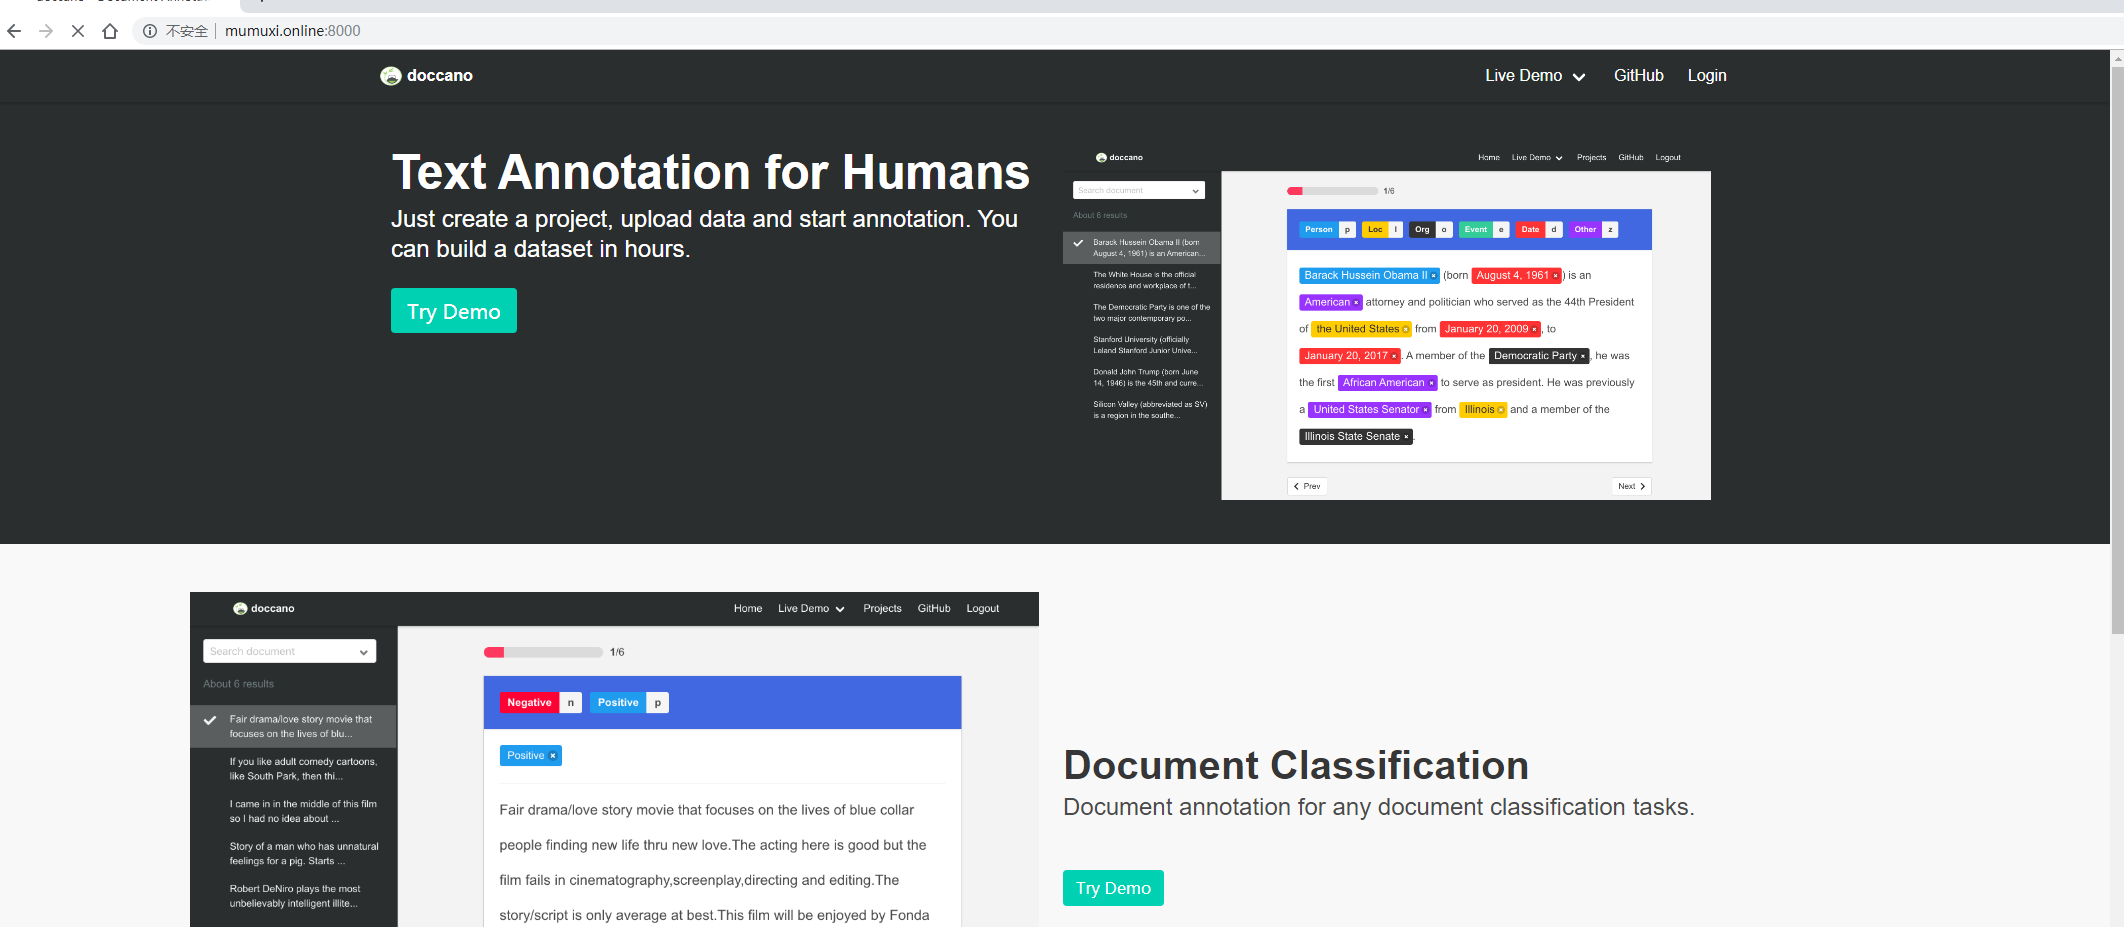 不安全 mumuxi.online:8000
doccano
Live Demo GitHub Login
Text Annotation for Humans
Just create a project, upload data and start annotation. You
can build a dataset in hours.
Try Demo
doccano
Home Live Demo Projects GitHub Logout
Search document
About 6 results
Barack Hussein Obama II (born
August 4, 1961) is an American...
The White House is the official
residence and workplace of t...
The Democratic Party is one of the
two major contemporary po...
Stanford University (officially
Leland Stanford Junior Unive...
Donald John Trump (born June
14, 1946) is the 45th and curre...
Silicon Valley (abbreviated as SV)
is a region in the southe...
1/6
Person p Loc l Org o Event e Date d Other z
Barack Hussein Obama II (born August 4, 1961) is an
American attorney and politician who served as the 44th President
of the United States from January 20, 2009, to
January 20, 2017. A member of the Democratic Party, he was
the first African American to serve as president. He was previously
a United States Senator from Illinois and a member of the
Illinois State Senate.
Prev Next
doccano
Home Live Demo Projects GitHub Logout
Search document
About 6 results
Fair drama/love story movie that
focuses on the lives of blu...
If you like adult comedy cartoons,
like South Park, then thi...
I came in in the middle of this film
so I had no idea about ...
Story of a man who has unnatural
feelings for a pig. Starts ...
Robert DeNiro plays the most
unbelievably intelligent illite...
1/6
Negative n Positive p
Positive
Fair drama/love story movie that focuses on the lives of blue collar
people finding new life thru new love.The acting here is good but the
film fails in cinematography,screenplay,directing and editing.The
story/script is only average at best.This film will be enjoyed by Fonda
Document Classification
Document annotation for any document classification tasks.
Try Demo